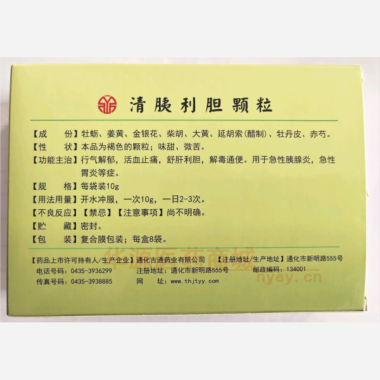 清胰利胆颗粒
【成 份】牡蛎、姜黄、金银花、柴胡、大黄、延胡索(醋制)、牡丹皮、赤芍。
【性 状】本品为褐色的颗粒；味甜、微苦。
【功能主治】行气解郁，活血止痛，舒肝利胆，解毒通便。用于急性胰腺炎，急性
胃炎等症。
【规 格】每袋装10g
【用法用量】开水冲服，一次10g，一日2-3次。
【不良反应】【禁忌】【注意事项】尚不明确。
【贮 藏】密封。
【包 装】复合膜包装；每盒8袋。
【药品上市许可持有人/生产企业】通化吉通药业有限公司 【注册地址/生产地址】通化市新明路555号
电话号码：0435-3936299 注册地址：通化市新明路555号 邮政编码：134001
传真号码：0435-3938885 网 址：www.thjtyy.com